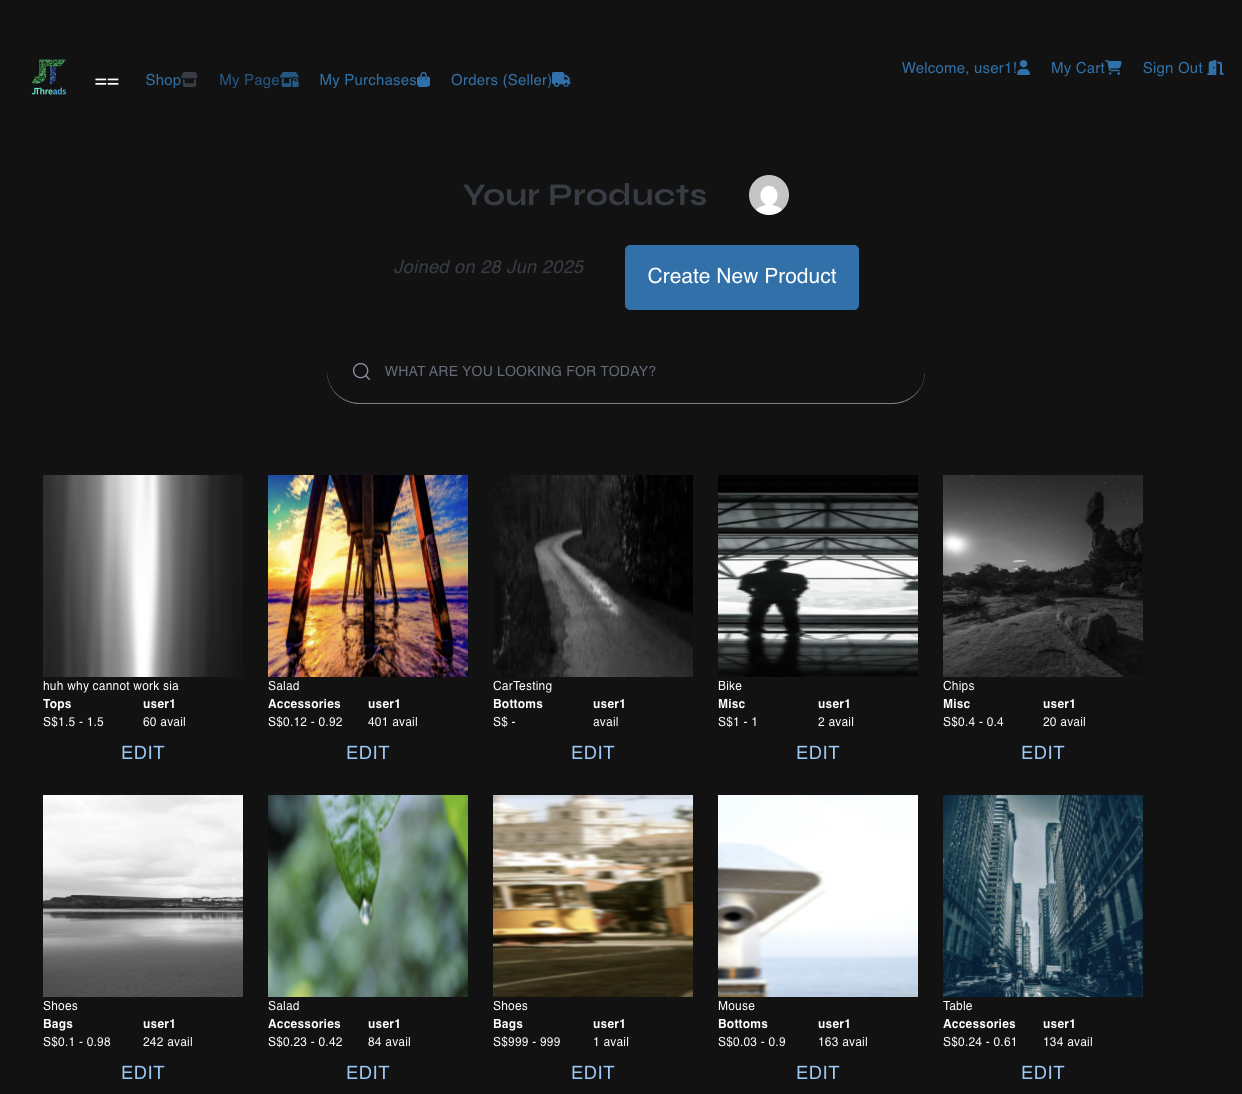 JThreads
==
Shop
My Page
My Purchases
Orders (Seller)
Welcome, user1!
My Cart
Sign Out
Your Products
Joined on 28 Jun 2025
Create New Product
WHAT ARE YOU LOOKING FOR TODAY?
huh why cannot work sia
Tops user1
S$1.5 - 1.5 60 avail
EDIT
Salad
Accessories user1
S$0.12 - 0.92 401 avail
EDIT
CarTesting
Bottoms user1
S$ - avail
EDIT
Bike
Misc user1
S$1 - 1 2 avail
EDIT
Chips
Misc user1
S$0.4 - 0.4 20 avail
EDIT
Shoes
Bags user1
S$0.1 - 0.98 242 avail
EDIT
Salad
Accessories user1
S$0.23 - 0.42 84 avail
EDIT
Shoes
Bags user1
S$999 - 999 1 avail
EDIT
Mouse
Bottoms user1
S$0.03 - 0.9 163 avail
EDIT
Table
Accessories user1
S$0.24 - 0.61 134 avail
EDIT